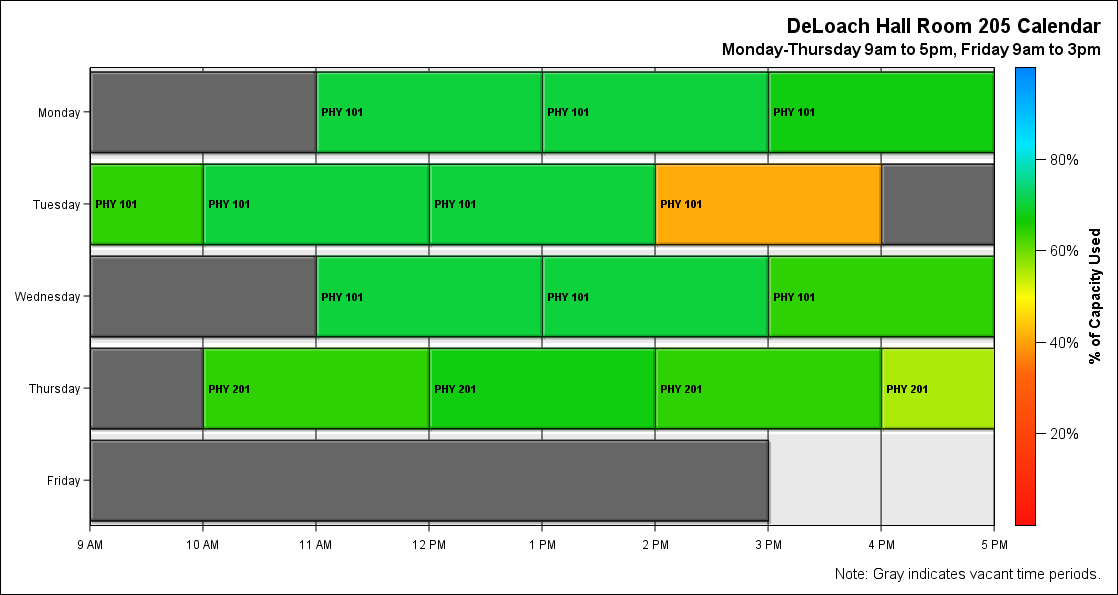 DeLoach Hall Room 205 Calendar
Monday-Thursday 9am to 5pm, Friday 9am to 3pm
Monday
PHY 101
PHY 101
PHY 101
Tuesday
PHY 101
PHY 101
PHY 101
PHY 101
Wednesday
PHY 101
PHY 101
PHY 101
Thursday
PHY 201
PHY 201
PHY 201
PHY 201
Friday
9 AM
10 AM
11 AM
12 PM
1 PM
2 PM
3 PM
4 PM
5 PM
80%
60%
40%
20%
% of Capacity Used
Note: Gray indicates vacant time periods.